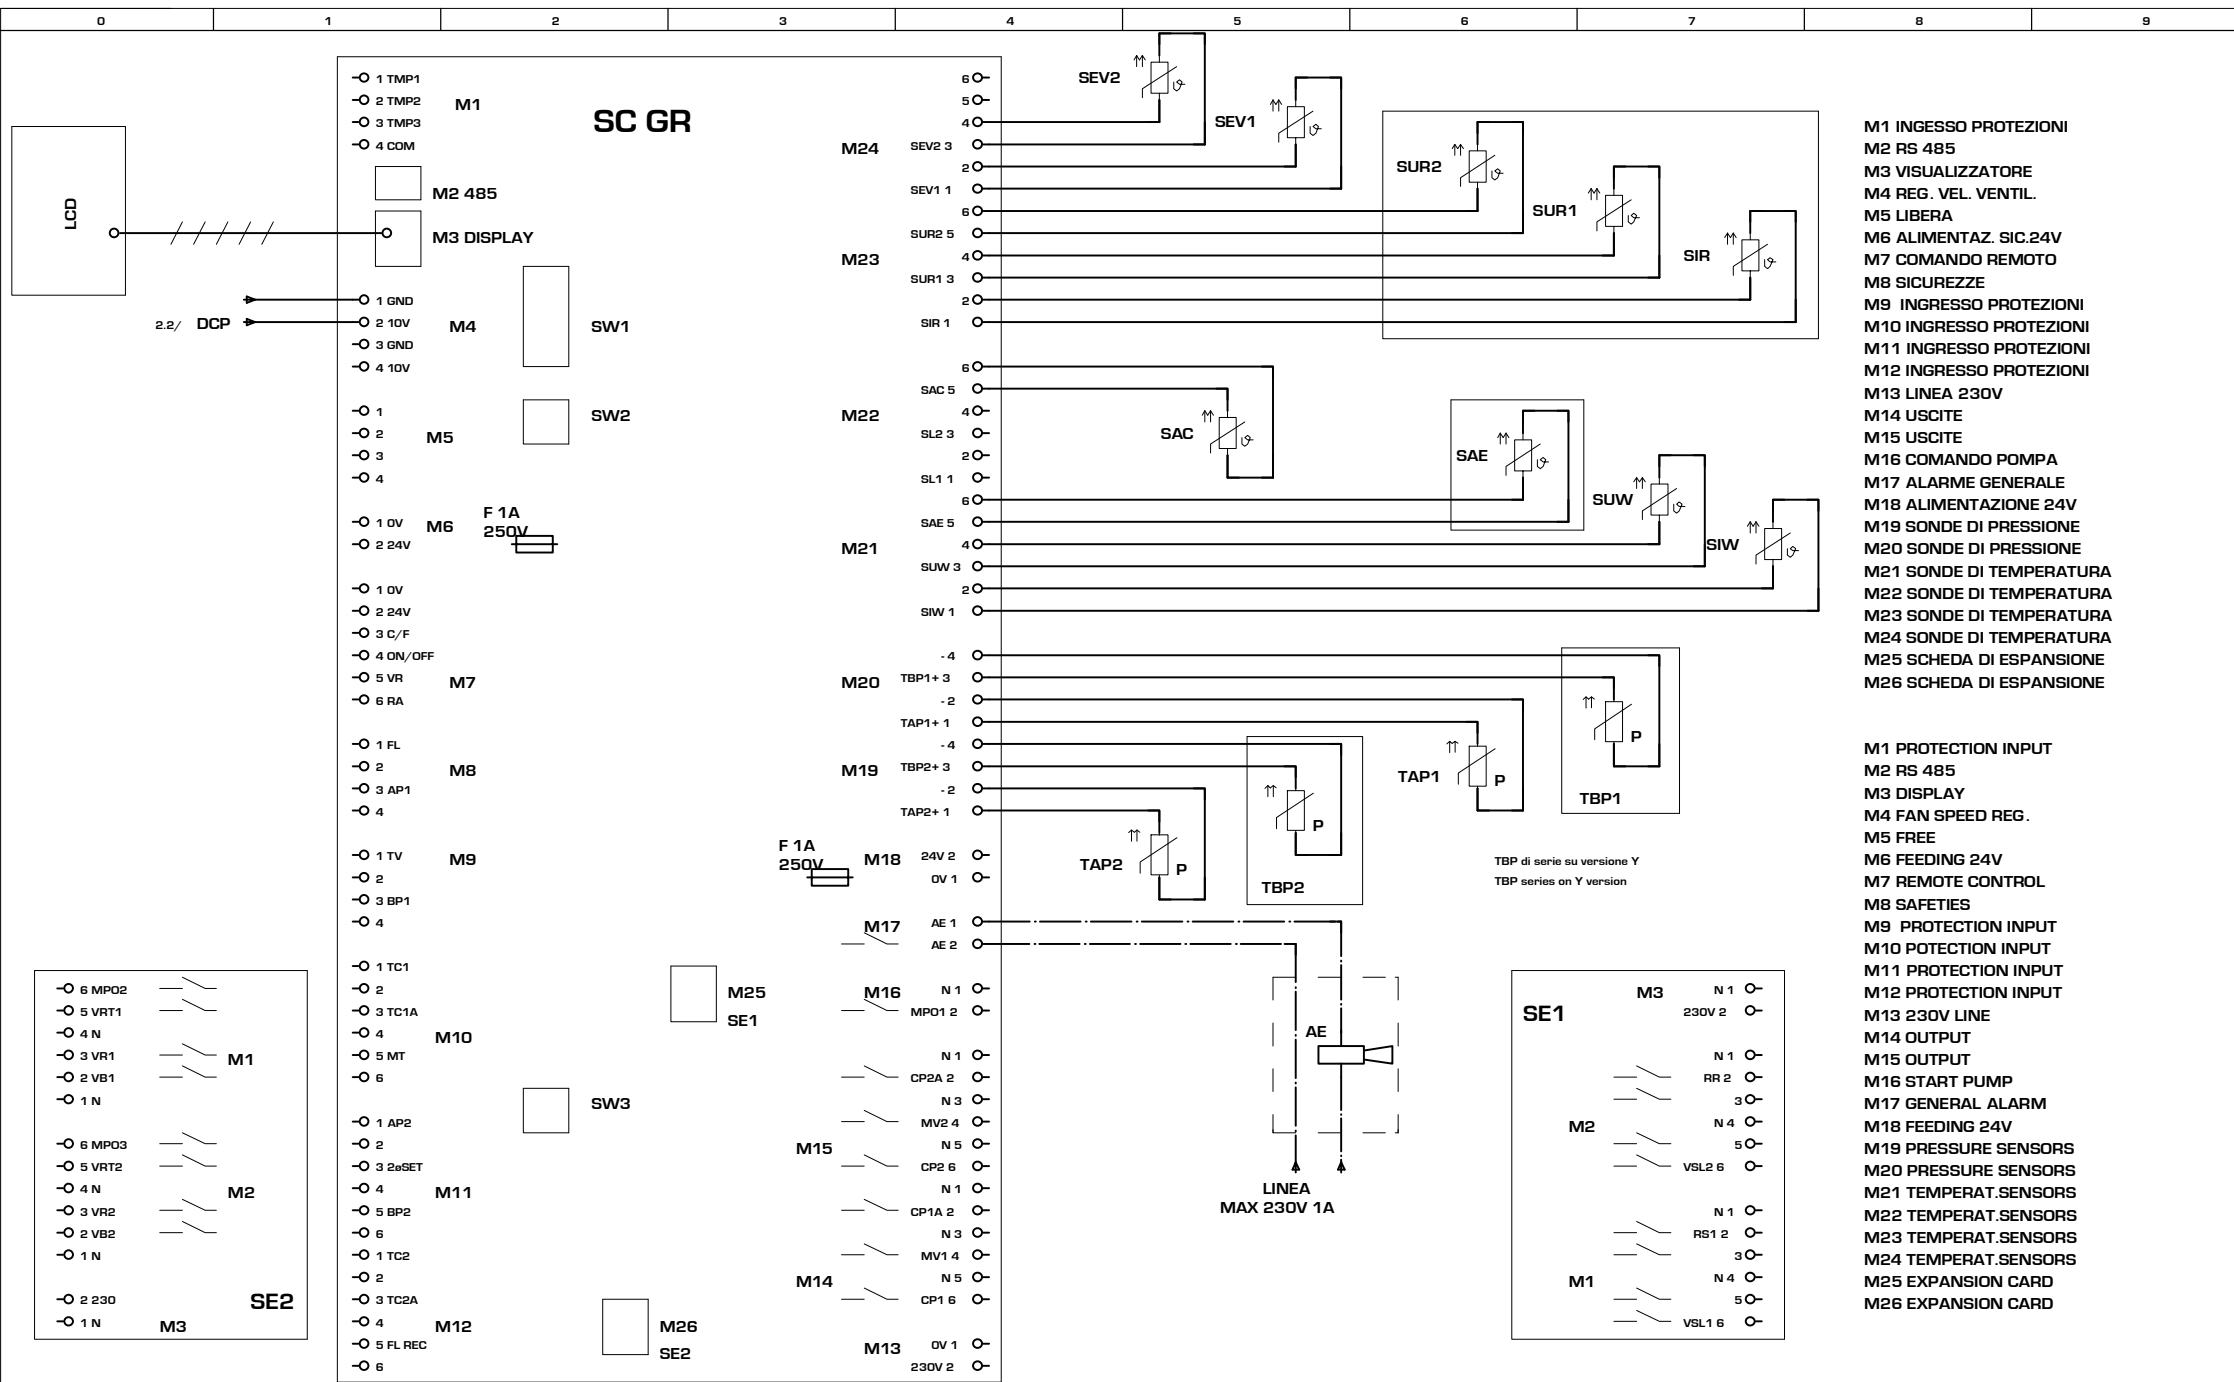 0 1 2 3 4 5 6 7 8 9
SC GR
LCD
2.2/ DCP
1 TMP1
2 TMP2
3 TMP3
4 COM
M1
M2 485
M3 DISPLAY
1 GND
2 10V
3 GND
4 10V
M4
SW1
1
2
3
4
M5
SW2
1 0V
2 24V
M6
F 1A
250V
1 0V
2 24V
3 C/F
4 ON/OFF
5 VR
6 RA
M7
1 FL
2
3 AP1
4
M8
1 TV
2
3 BP1
4
M9
1 TC1
2
3 TC1A
4
5 MT
6
M10
M25
SE1
SW3
1 AP2
2
3 2øSET
4
5 BP2
6
M11
1 TC2
2
3 TC2A
4
5 FL REC
6
M12
M26
SE2
6
5
4
SEV2 3
2
SEV1 1
M24
6
SUR2 5
4
SUR1 3
2
SIR 1
M23
6
SAC 5
4
SL2 3
2
SL1 1
M22
6
SAE 5
4
SUW 3
2
SIW 1
M21
- 4
TBP1+ 3
- 2
TAP1+ 1
M20
- 4
TBP2+ 3
- 2
TAP2+ 1
M19
F 1A
250V
M18
24V 2
0V 1
M17
AE 1
AE 2
M16
N 1
MPO1 2
N 1
CP2A 2
N 3
MV2 4
N 5
CP2 6
M15
N 1
CP1A 2
N 3
MV1 4
N 5
CP1 6
M14
M13
0V 1
230V 2
SEV2
ϑ
SEV1
ϑ
SUR2
ϑ
SUR1
ϑ
SIR
ϑ
SAC
ϑ
SAE
ϑ
SUW
ϑ
SIW
ϑ
TBP1
P
TAP1
P
TBP2
P
TAP2
P
TBP di serie su versione Y
TBP series on Y version
AE
LINEA
MAX 230V 1A
6 MPO2
5 VRT1
4 N
3 VR1
2 VB1
1 N
M1
6 MPO3
5 VRT2
4 N
3 VR2
2 VB2
1 N
M2
2 230
1 N
M3
SE2
SE1
M3
N 1
230V 2
N 1
RR 2
3
N 4
5
VSL2 6
M2
N 1
RS1 2
3
N 4
5
VSL1 6
M1
M1 INGESSO PROTEZIONI
M2 RS 485
M3 VISUALIZZATORE
M4 REG. VEL. VENTIL.
M5 LIBERA
M6 ALIMENTAZ. SIC.24V
M7 COMANDO REMOTO
M8 SICUREZZE
M9 INGRESSO PROTEZIONI
M10 INGRESSO PROTEZIONI
M11 INGRESSO PROTEZIONI
M12 INGRESSO PROTEZIONI
M13 LINEA 230V
M14 USCITE
M15 USCITE
M16 COMANDO POMPA
M17 ALARME GENERALE
M18 ALIMENTAZIONE 24V
M19 SONDE DI PRESSIONE
M20 SONDE DI PRESSIONE
M21 SONDE DI TEMPERATURA
M22 SONDE DI TEMPERATURA
M23 SONDE DI TEMPERATURA
M24 SONDE DI TEMPERATURA
M25 SCHEDA DI ESPANSIONE
M26 SCHEDA DI ESPANSIONE
M1 PROTECTION INPUT
M2 RS 485
M3 DISPLAY
M4 FAN SPEED REG.
M5 FREE
M6 FEEDING 24V
M7 REMOTE CONTROL
M8 SAFETIES
M9 PROTECTION INPUT
M10 POTECTION INPUT
M11 PROTECTION INPUT
M12 PROTECTION INPUT
M13 230V LINE
M14 OUTPUT
M15 OUTPUT
M16 START PUMP
M17 GENERAL ALARM
M18 FEEDING 24V
M19 PRESSURE SENSORS
M20 PRESSURE SENSORS
M21 TEMPERAT.SENSORS
M22 TEMPERAT.SENSORS
M23 TEMPERAT.SENSORS
M24 TEMPERAT.SENSORS
M25 EXPANSION CARD
M26 EXPANSION CARD